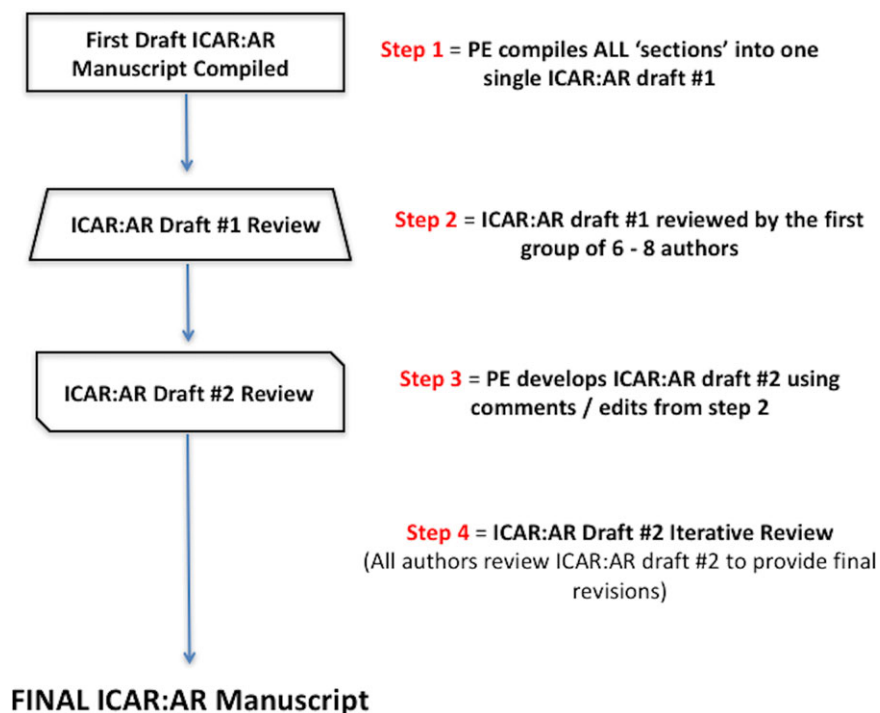 First Draft ICAR:AR
Manuscript Compiled
Step 1 = PE compiles ALL ‘sections’ into one
single ICAR:AR draft #1
ICAR:AR Draft #1 Review
Step 2 = ICAR:AR draft #1 reviewed by the first
group of 6 - 8 authors
ICAR:AR Draft #2 Review
Step 3 = PE develops ICAR:AR draft #2 using
comments / edits from step 2
Step 4 = ICAR:AR Draft #2 Iterative Review
(All authors review ICAR:AR draft #2 to provide final
revisions)
FINAL ICAR:AR Manuscript